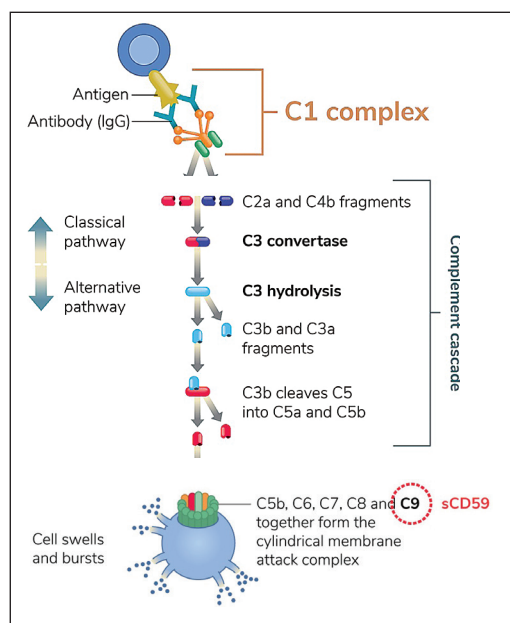 Antigen
Antibody (IgG)
C1 complex
C2a and C4b fragments
Classical
pathway
C3 convertase
Alternative
pathway
C3 hydrolysis
C3b and C3a
fragments
C3b cleaves C5
into C5a and C5b
Complement cascade
C5b, C6, C7, C8 and C9 sCD59
together form the
cylindrical membrane
attack complex
Cell swells
and bursts